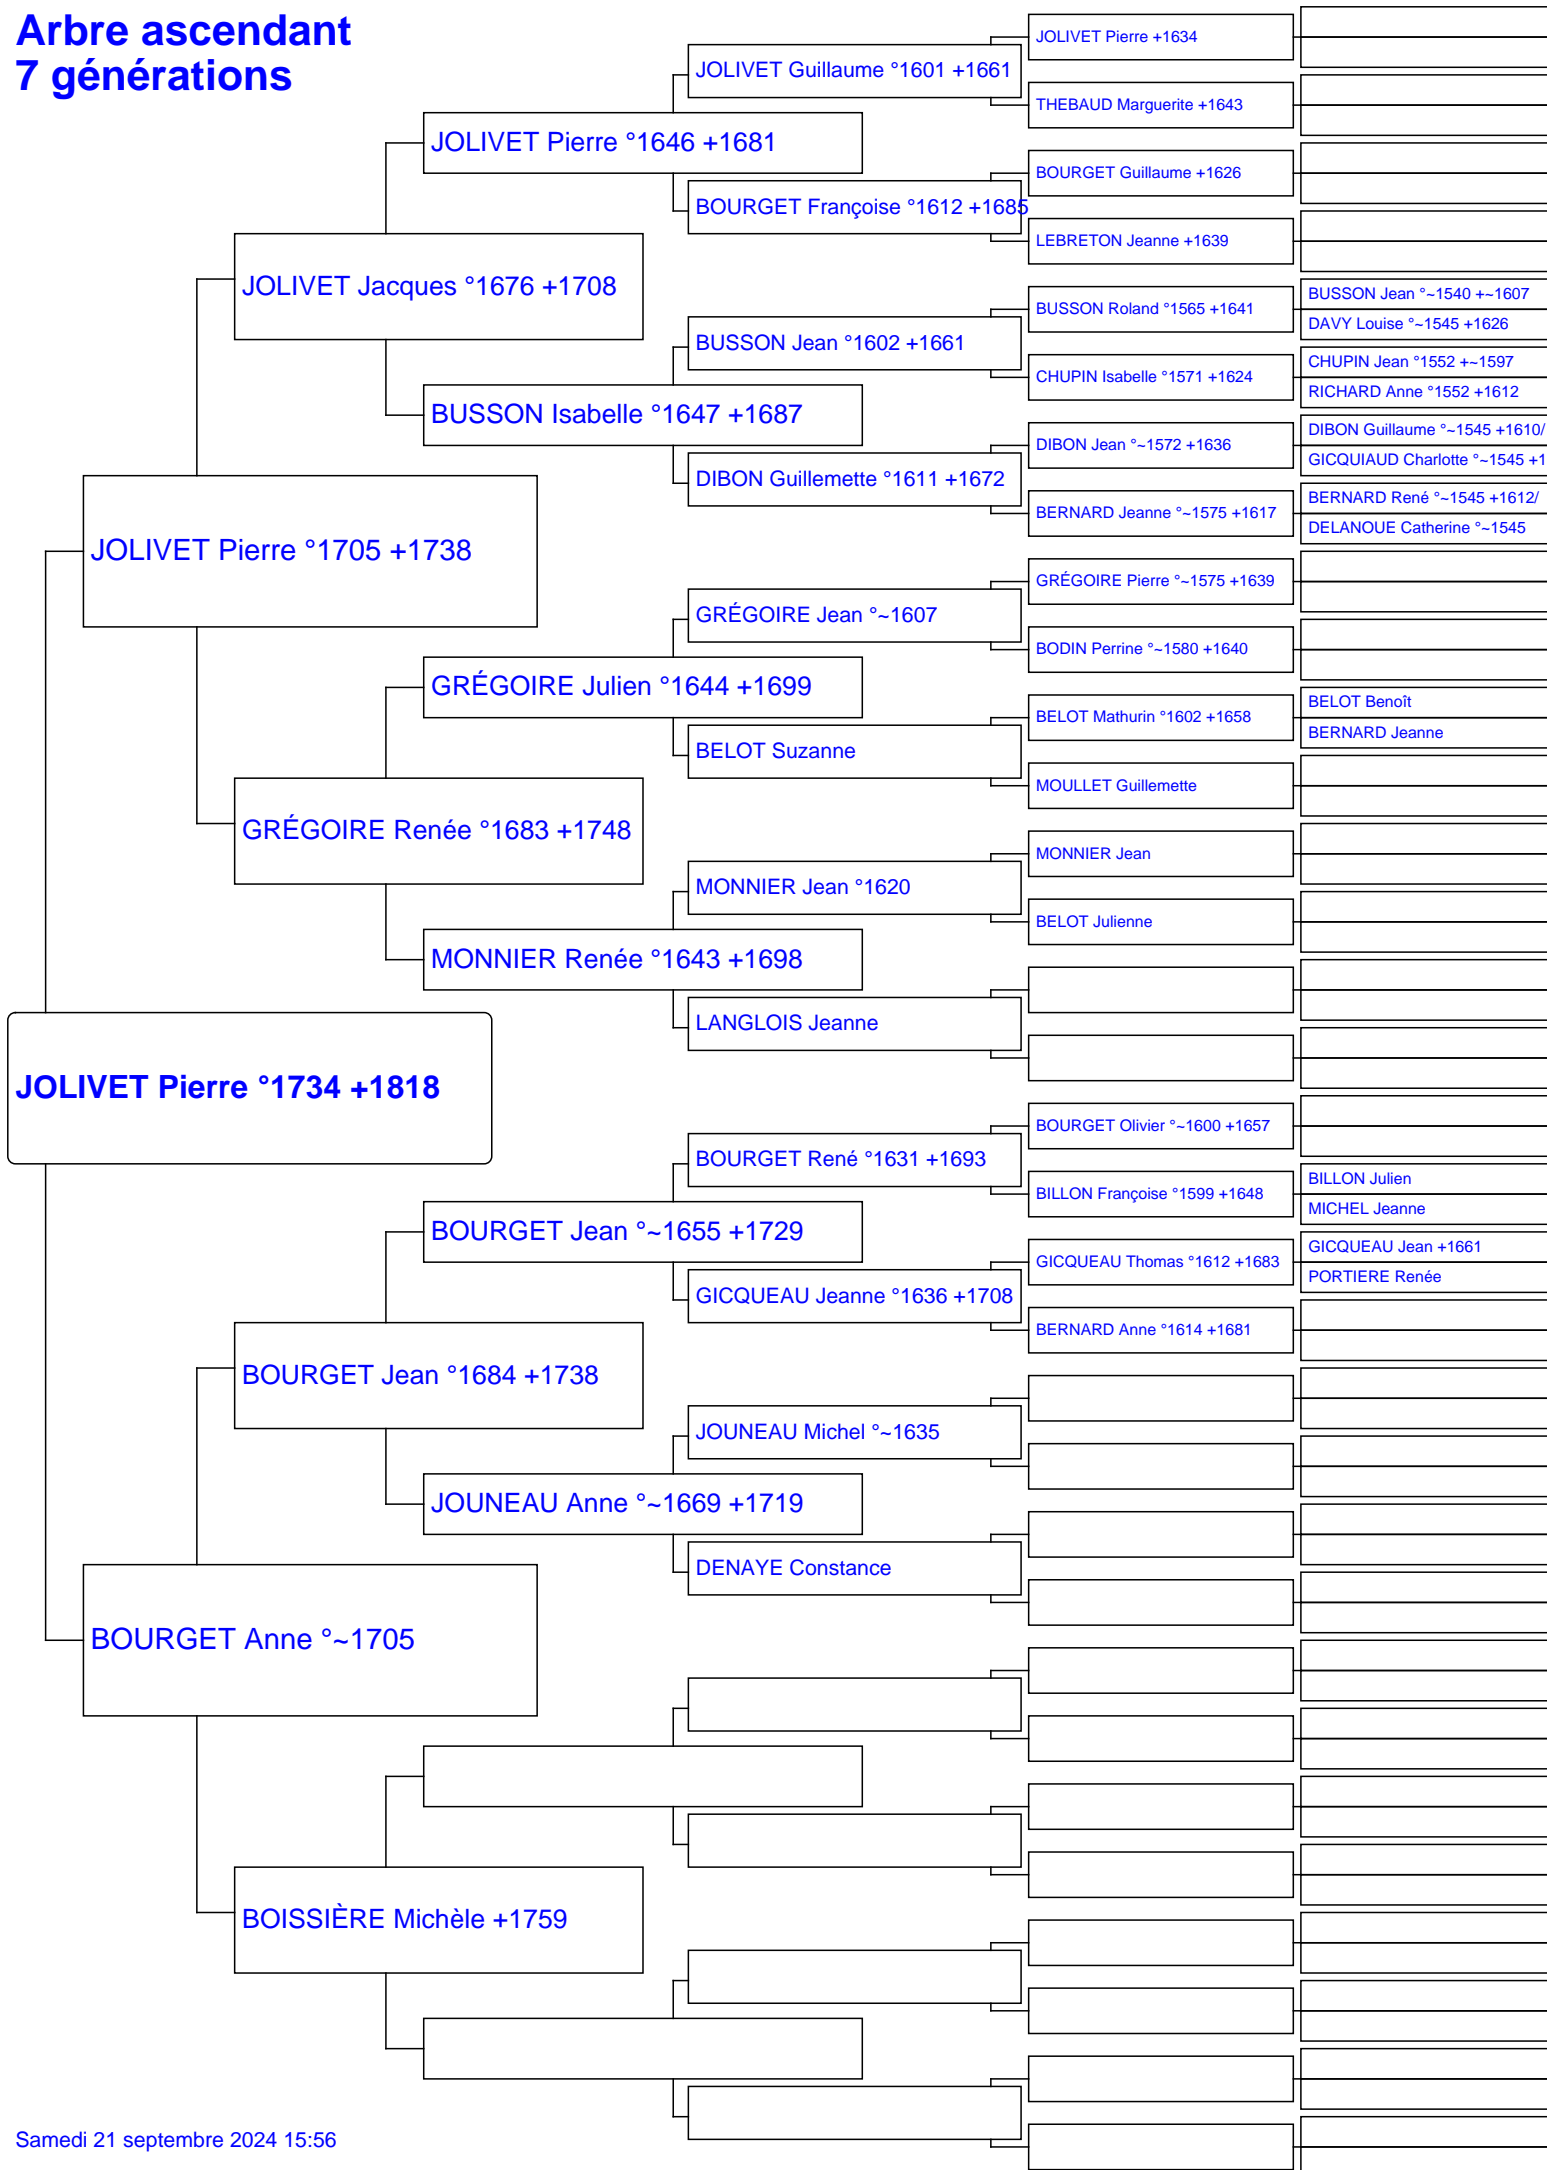 Arbre ascendant
7 générations
JOLIVET Pierre °1734 +1818
JOLIVET Pierre °1705 +1738
BOURGET Anne °~1705
JOLIVET Jacques °1676 +1708
GRÉGOIRE Renée °1683 +1748
BOURGET Jean °1684 +1738
BOISSIÈRE Michèle +1759
JOLIVET Pierre °1646 +1681
BUSSON Isabelle °1647 +1687
GRÉGOIRE Julien °1644 +1699
MONNIER Renée °1643 +1698
BOURGET Jean °~1655 +1729
JOUNEAU Anne °~1669 +1719
JOLIVET Guillaume °1601 +1661
BOURGET Françoise °1612 +1685
BUSSON Jean °1602 +1661
DIBON Guillemette °1611 +1672
GRÉGOIRE Jean °~1607
BELOT Suzanne
MONNIER Jean °1620
LANGLOIS Jeanne
BOURGET René °1631 +1693
GICQUEAU Jeanne °1636 +1708
JOUNEAU Michel °~1635
DENAYE Constance
JOLIVET Pierre +1634
THEBAUD Marguerite +1643
BOURGET Guillaume +1626
LEBRETON Jeanne +1639
BUSSON Roland °1565 +1641
CHUPIN Isabelle °1571 +1624
DIBON Jean °~1572 +1636
BERNARD Jeanne °~1575 +1617
GRÉGOIRE Pierre °~1575 +1639
BODIN Perrine °~1580 +1640
BELOT Mathurin °1602 +1658
MOULLET Guillemette
MONNIER Jean
BELOT Julienne
BOURGET Olivier °~1600 +1657
BILLON Françoise °1599 +1648
GICQUEAU Thomas °1612 +1683
BERNARD Anne °1614 +1681
BUSSON Jean °~1540 +~1607
DAVY Louise °~1545 +1626
CHUPIN Jean °1552 +~1597
RICHARD Anne °1552 +1612
DIBON Guillaume °~1545 +1610/
GICQUIAUD Charlotte °~1545 +1
BERNARD René °~1545 +1612/
DELANOUE Catherine °~1545
BELOT Benoît
BERNARD Jeanne
BILLON Julien
MICHEL Jeanne
GICQUEAU Jean +1661
PORTIERE Renée
Samedi 21 septembre 2024 15:56